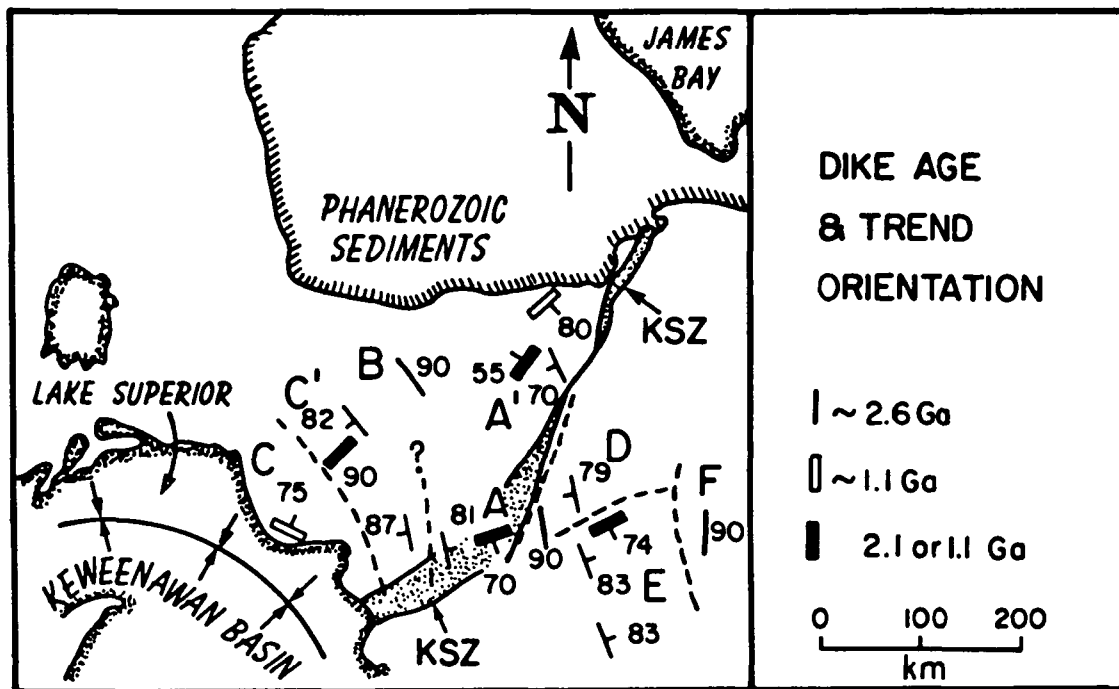 JAMES
BAY
N
PHANEROZOIC
SEDIMENTS
KSZ
80
B
90
55
70
A'
C'
82
LAKE SUPERIOR
C
90
?
D
79
75
87
81
A
F
90
74
90
70
83
E
KEWEENAWAN BASIN
KSZ
83
DIKE AGE
& TREND
ORIENTATION
~ 2.6 Ga
~ 1.1 Ga
2.1 or 1.1 Ga
0 100 200
km